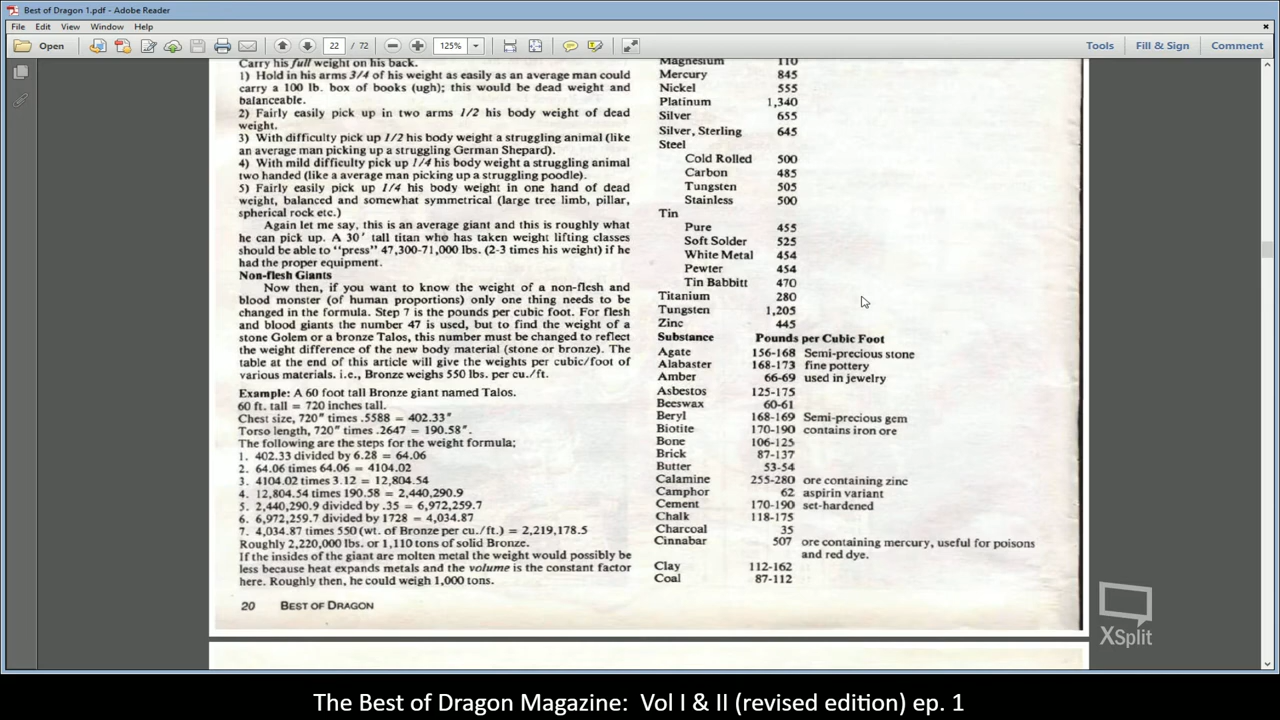 Best of Dragon 1.pdf - Adobe Reader
File Edit View Window Help
Open 22 / 72 125% Tools Fill & Sign Comment
Carry his full weight on his back.
1) Hold in his arms 3/4 of his weight as easily as an average man could
carry a 100 lb. box of books (ugh); this would be dead weight and
balanceable.
2) Fairly easily pick up in two arms 1/2 his body weight of dead
weight.
3) With difficulty pick up 1/2 his body weight a struggling animal (like
an average man picking up a struggling German Shepard).
4) With mild difficulty pick up 1/4 his body weight a struggling animal
two handed (like a average man picking up a struggling poodle).
5) Fairly easily pick up 1/4 his body weight in one hand of dead
weight, balanced and somewhat symmetrical (large tree limb, pillar,
spherical rock etc.)
Again let me say, this is an average giant and this is roughly what
he can pick up. A 30' tall titan who has taken weight lifting classes
should be able to "press" 47,300-71,000 lbs. (2-3 times his weight) if he
had the proper equipment.
Non-flesh Giants
Now then, if you want to know the weight of a non-flesh and
blood monster (of human proportions) only one thing needs to be
changed in the formula. Step 7 is the pounds per cubic foot. For flesh
and blood giants the number 47 is used, but to find the weight of a
stone Golem or a bronze Talos, this number must be changed to reflect
the weight difference of the new body material (stone or bronze). The
table at the end of this article will give the weights per cubic/foot of
various materials. i.e., Bronze weighs 550 lbs. per cu./ft.
Example: A 60 foot tall Bronze giant named Talos.
60 ft. tall = 720 inches tall.
Chest size, 720" times .5588 = 402.33"
Torso length, 720" times .2647 = 190.58".
The following are the steps for the weight formula;
1. 402.33 divided by 6.28 = 64.06
2. 64.06 times 64.06 = 4104.02
3. 4104.02 times 3.12 = 12,804.54
4. 12,804.54 times 190.58 = 2,440,290.9
5. 2,440,290.9 divided by .35 = 6,972,259.7
6. 6,972,259.7 divided by 1728 = 4,034.87
7. 4,034.87 times 550 (wt. of Bronze per cu./ft.) = 2,219,178.5
Roughly 2,220,000 lbs. or 1,110 tons of solid Bronze.
If the insides of the giant are molten metal the weight would possibly be
less because heat expands metals and the volume is the constant factor
here. Roughly then, he could weigh 1,000 tons.
20 BEST OF DRAGON
Magnesium 110
Mercury 845
Nickel 555
Platinum 1,340
Silver 655
Silver, Sterling 645
Steel
Cold Rolled 500
Carbon 485
Tungsten 505
Stainless 500
Tin
Pure 455
Soft Solder 525
White Metal 454
Pewter 454
Tin Babbitt 470
Titanium 280
Tungsten 1,205
Zinc 445
Substance Pounds per Cubic Foot
Agate 156-168 Semi-precious stone
Alabaster 168-173 fine pottery
Amber 66-69 used in jewelry
Asbestos 125-175
Beeswax 60-61
Beryl 168-169 Semi-precious gem
Biotite 170-190 contains iron ore
Bone 106-125
Brick 87-137
Butter 53-54
Calamine 255-280 ore containing zinc
Camphor 62 aspirin variant
Cement 170-190 set-hardened
Chalk 118-175
Charcoal 35
Cinnabar 507 ore containing mercury, useful for poisons
and red dye.
Clay 112-162
Coal 87-112
XSplit
The Best of Dragon Magazine: Vol I & II (revised edition) ep. 1